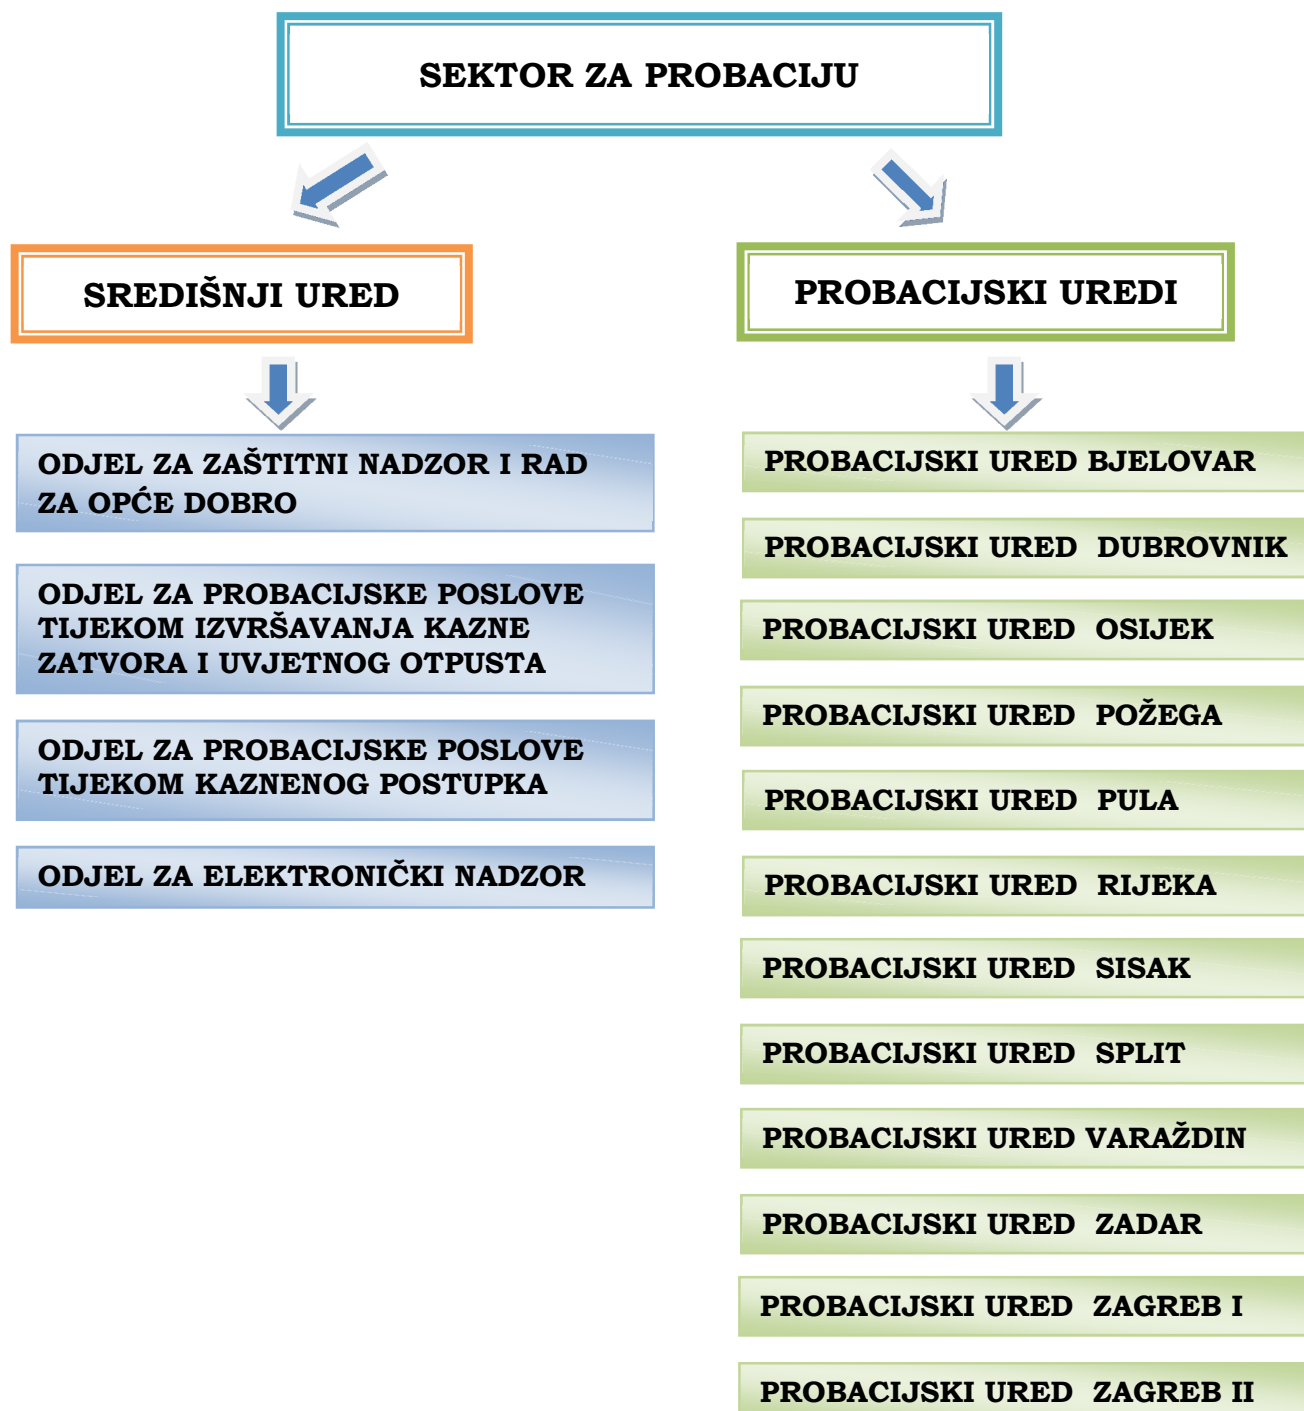 SEKTOR ZA PROBACIJU
SREDIŠNJI URED
PROBACIJSKI UREDI
ODJEL ZA ZAŠTITNI NADZOR I RAD
ZA OPĆE DOBRO
ODJEL ZA PROBACIJSKE POSLOVE
TIJEKOM IZVRŠAVANJA KAZNE
ZATVORA I UVJETNOG OTPUSTA
ODJEL ZA PROBACIJSKE POSLOVE
TIJEKOM KAZNENOG POSTUPKA
ODJEL ZA ELEKTRONIČKI NADZOR
PROBACIJSKI URED BJELOVAR
PROBACIJSKI URED DUBROVNIK
PROBACIJSKI URED OSIJEK
PROBACIJSKI URED POŽEGA
PROBACIJSKI URED PULA
PROBACIJSKI URED RIJEKA
PROBACIJSKI URED SISAK
PROBACIJSKI URED SPLIT
PROBACIJSKI URED VARAŽDIN
PROBACIJSKI URED ZADAR
PROBACIJSKI URED ZAGREB I
PROBACIJSKI URED ZAGREB II